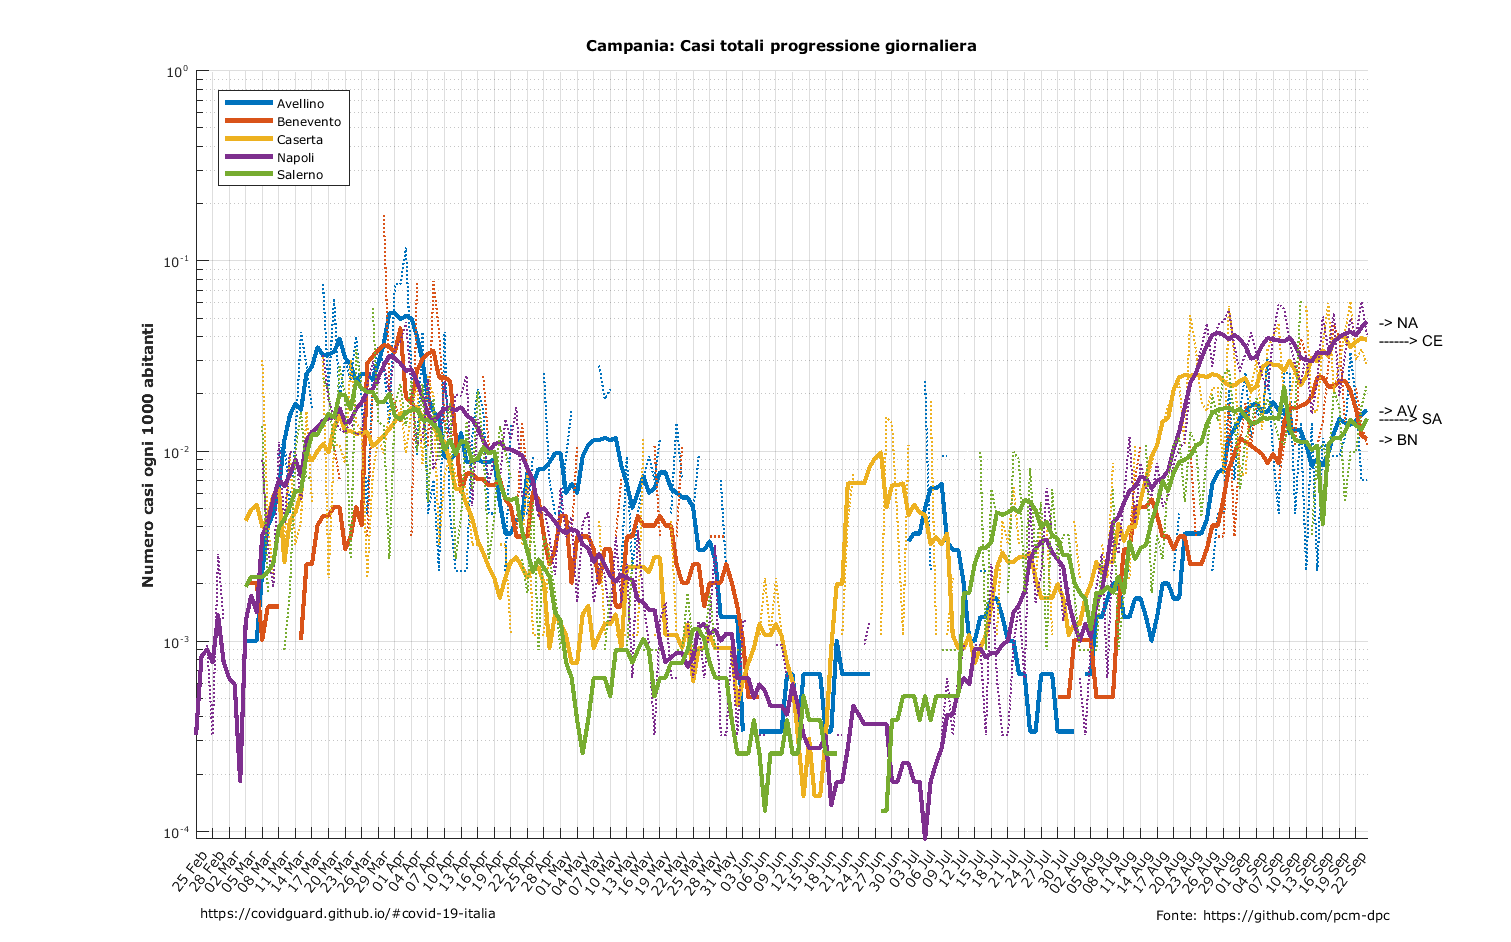 Campania: Casi totali progressione giornaliera
Numero casi ogni 1000 abitanti
10⁰
10⁻¹
10⁻²
10⁻³
10⁻⁴
Avellino
Benevento
Caserta
Napoli
Salerno
-> NA
------> CE
-> AV
-----> SA
-> BN
25 Feb
28 Feb
02 Mar
05 Mar
08 Mar
11 Mar
14 Mar
17 Mar
20 Mar
23 Mar
26 Mar
29 Mar
01 Apr
04 Apr
07 Apr
10 Apr
13 Apr
16 Apr
19 Apr
22 Apr
25 Apr
28 Apr
01 May
04 May
07 May
10 May
13 May
16 May
19 May
22 May
25 May
28 May
31 May
03 Jun
06 Jun
09 Jun
12 Jun
15 Jun
18 Jun
21 Jun
24 Jun
27 Jun
30 Jun
03 Jul
06 Jul
09 Jul
12 Jul
15 Jul
18 Jul
21 Jul
24 Jul
27 Jul
30 Jul
02 Aug
05 Aug
08 Aug
11 Aug
14 Aug
17 Aug
20 Aug
23 Aug
26 Aug
29 Aug
01 Sep
04 Sep
07 Sep
10 Sep
13 Sep
16 Sep
19 Sep
22 Sep
https://covidguard.github.io/#covid-19-italia
Fonte: https://github.com/pcm-dpc